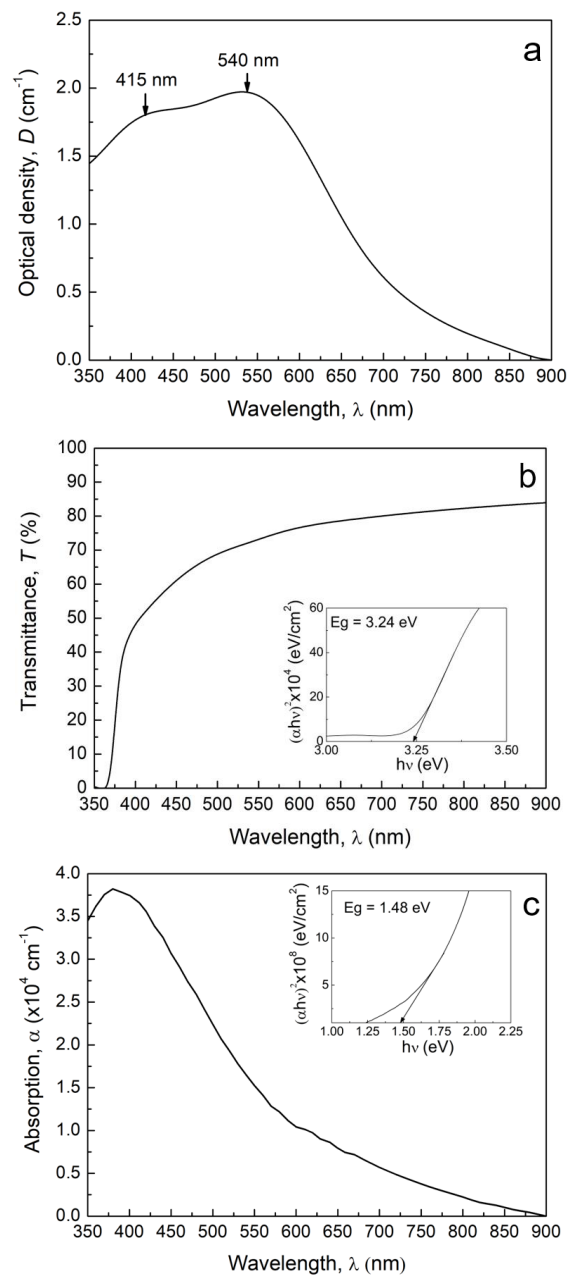 a
415 nm
540 nm
2.5
2.0
1.5
1.0
0.5
0.0
Optical density, D (cm⁻¹)
350 400 450 500 550 600 650 700 750 800 850 900
Wavelength, λ (nm)
b
100
90
80
70
60
50
40
30
20
10
0
Transmittance, T (%)
Eg = 3.24 eV
60
40
20
0
(αhν)²x10⁴ (eV/cm²)
3.00 3.25 3.50
hν (eV)
350 400 450 500 550 600 650 700 750 800 850 900
Wavelength, λ (nm)
c
4.0
3.5
3.0
2.5
2.0
1.5
1.0
0.5
0.0
Absorption, α (x10⁴ cm⁻¹)
Eg = 1.48 eV
15
10
5
(αhν)²x10⁸ (eV/cm²)
1.00 1.25 1.50 1.75 2.00 2.25
hν (eV)
350 400 450 500 550 600 650 700 750 800 850 900
Wavelength, λ (nm)